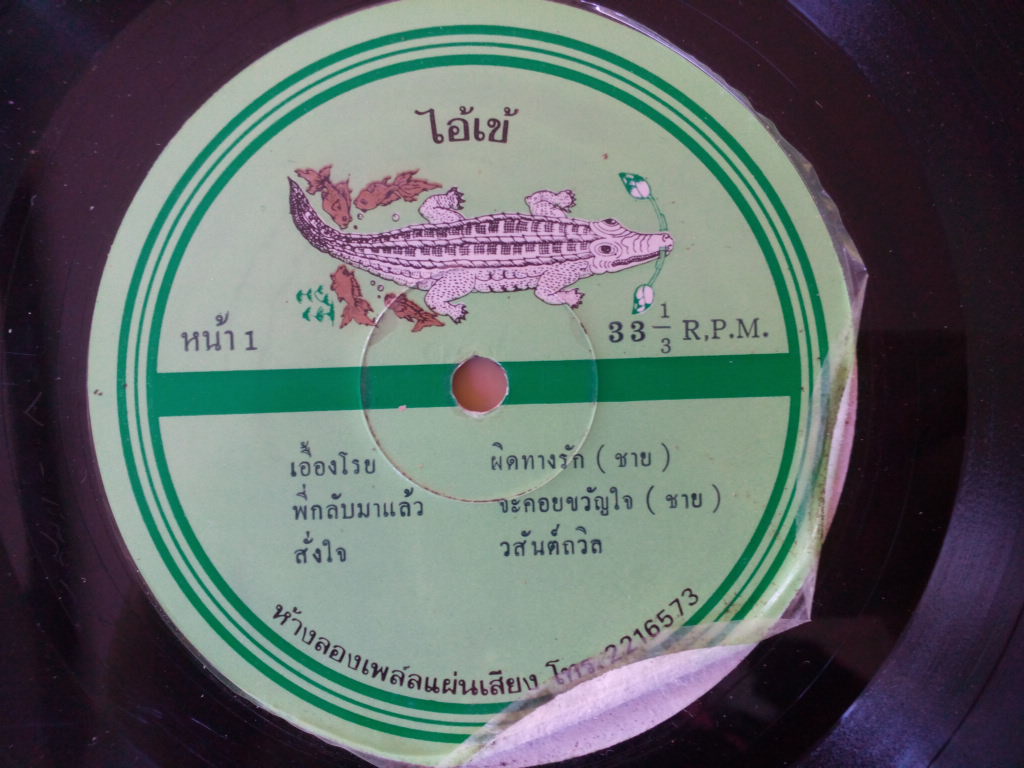 ไอ้เข้
หน้า 1
33 1/3 R,P.M.
เอื้องโรย ผิดทางรัก ( ชาย )
พี่กลับมาแล้ว จะคอยขวัญใจ ( ชาย )
สั่งใจ วสันต์ถวิล
ห้างลองเพล์ลแผ่นเสียง โทร. 2216573